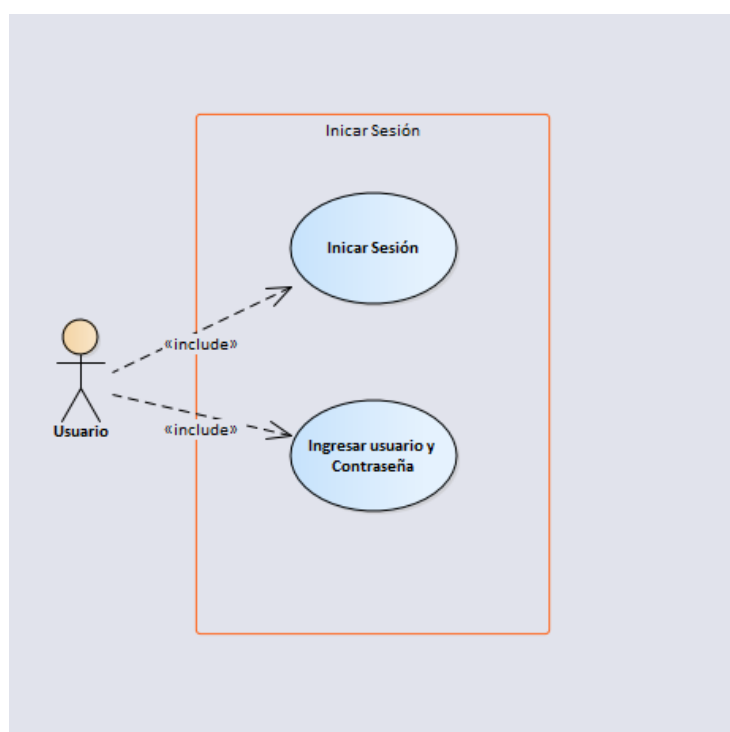 Inicar Sesión
Inicar Sesión
«include»
Usuario
«include»
Ingresar usuario y
Contraseña